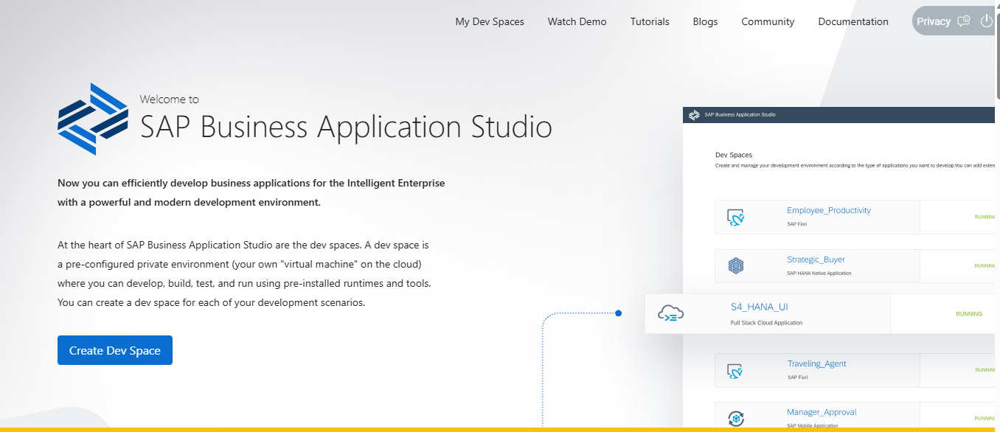 My Dev Spaces Watch Demo Tutorials Blogs Community Documentation Privacy
Welcome to
SAP Business Application Studio
Now you can efficiently develop business applications for the Intelligent Enterprise
with a powerful and modern development environment.
At the heart of SAP Business Application Studio are the dev spaces. A dev space is
a pre-configured private environment (your own "virtual machine" on the cloud)
where you can develop, build, test, and run using pre-installed runtimes and tools.
You can create a dev space for each of your development scenarios.
Create Dev Space
SAP Business Application Studio
Dev Spaces
Create and manage your development environment according to the type of applications you want to develop.You can add exten
Employee_Productivity
SAP Fiori
RUNNING
Strategic_Buyer
SAP HANA Native Application
RUNNING
S4_HANA_UI
Full Stack Cloud Application
RUNNING
Traveling_Agent
SAP Fiori
RUNNING
Manager_Approval
SAP Mobile Application
RUNNING